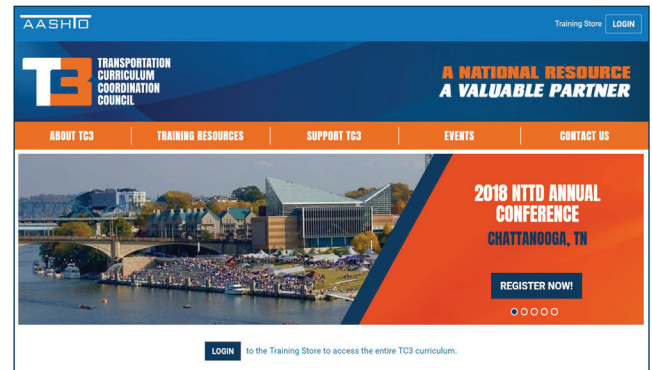 AASHTO
Training Store LOGIN
T3 TRANSPORTATION
CURRICULUM
COORDINATION
COUNCIL
A NATIONAL RESOURCE
A VALUABLE PARTNER
ABOUT TC3 TRAINING RESOURCES SUPPORT TC3 EVENTS CONTACT US
2018 NTTD ANNUAL
CONFERENCE
CHATTANOOGA, TN
REGISTER NOW!
LOGIN to the Training Store to access the entire TC3 curriculum.